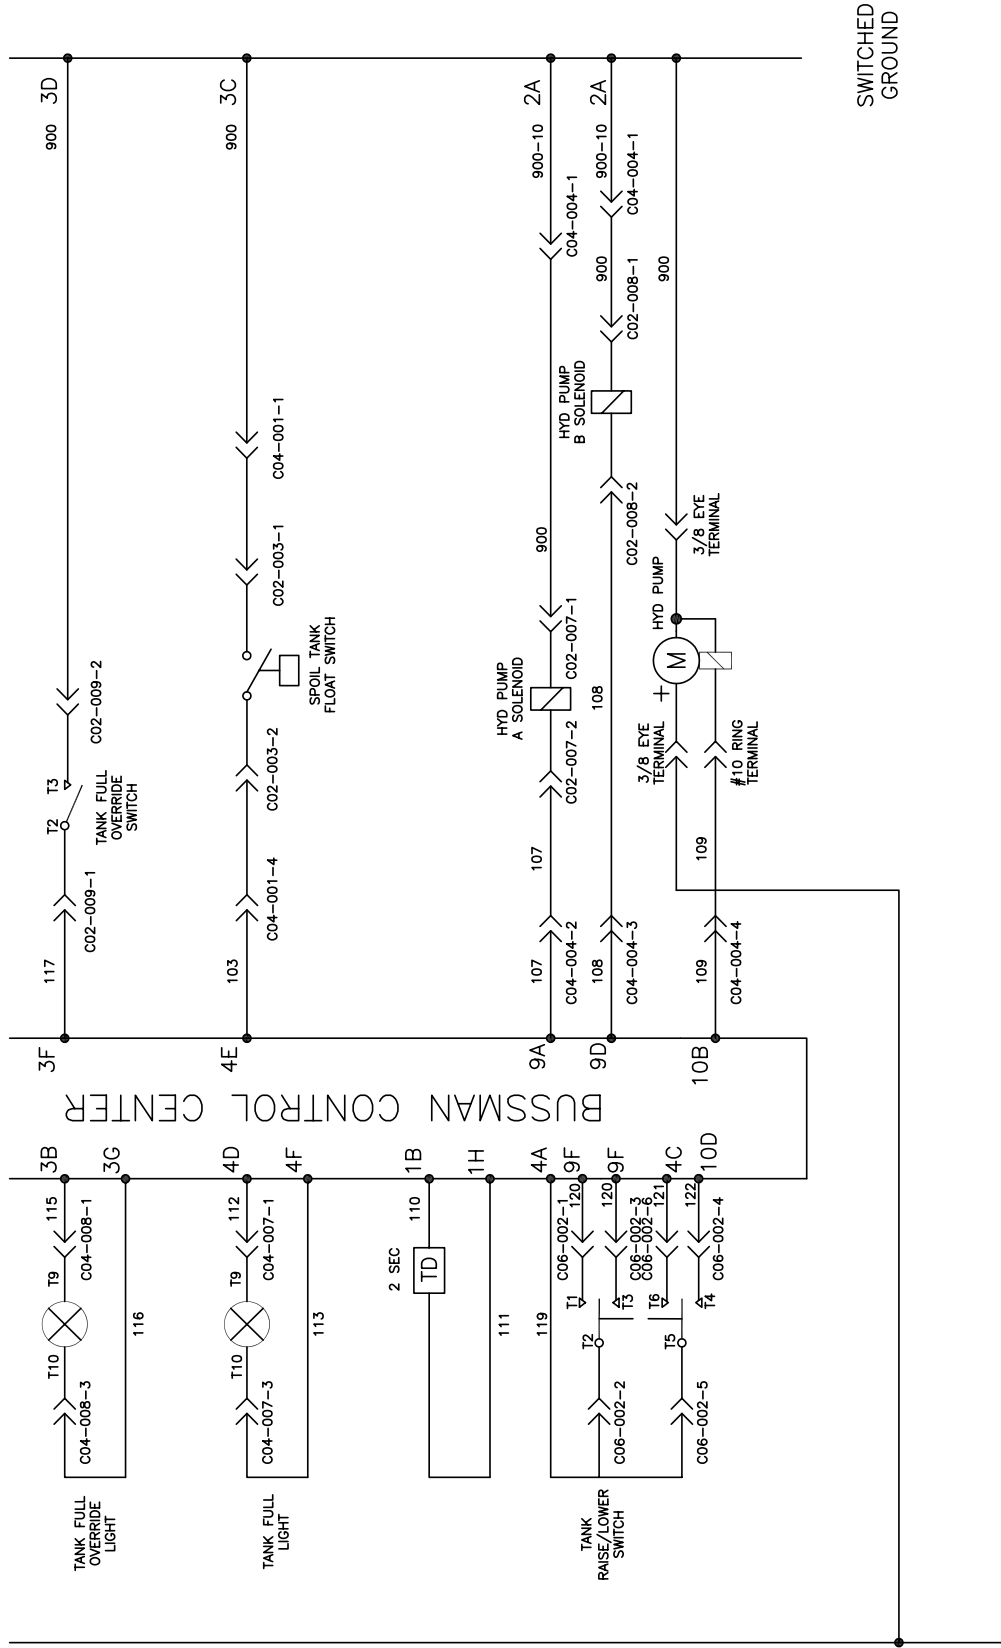 SWITCHED
GROUND
3D
900
C02-009-2
T3
T2
TANK FULL
OVERRIDE
SWITCH
C02-009-1
117
3F
3C
900
C04-001-1
C02-003-1
SPOIL TANK
FLOAT SWITCH
C02-003-2
C04-001-4
103
4E
2A
900-10
C04-004-1
900
C02-007-1
HYD PUMP
A SOLENOID
C02-007-2
107
107
C04-004-2
9A
2A
900-10
C04-004-1
900
C02-008-1
HYD PUMP
B SOLENOID
C02-008-2
108
108
C04-004-3
9D
900
3/8 EYE
TERMINAL
HYD PUMP
M
+
3/8 EYE
TERMINAL
#10 RING
TERMINAL
109
109
C04-004-4
10B
BUSSMAN CONTROL CENTER
3B
115
C04-008-1
T9
T10
C04-008-3
3G
116
TANK FULL
OVERRIDE
LIGHT
4D
112
C04-007-1
T9
T10
C04-007-3
4F
113
TANK FULL
LIGHT
1B
110
2 SEC
TD
1H
111
4A
119
9F
120
C06-002-1
T1
9F
120
C06-002-3
T3
T2
C06-002-2
4C
121
C06-002-6
T6
10D
122
C06-002-4
T4
T5
C06-002-5
TANK
RAISE/LOWER
SWITCH